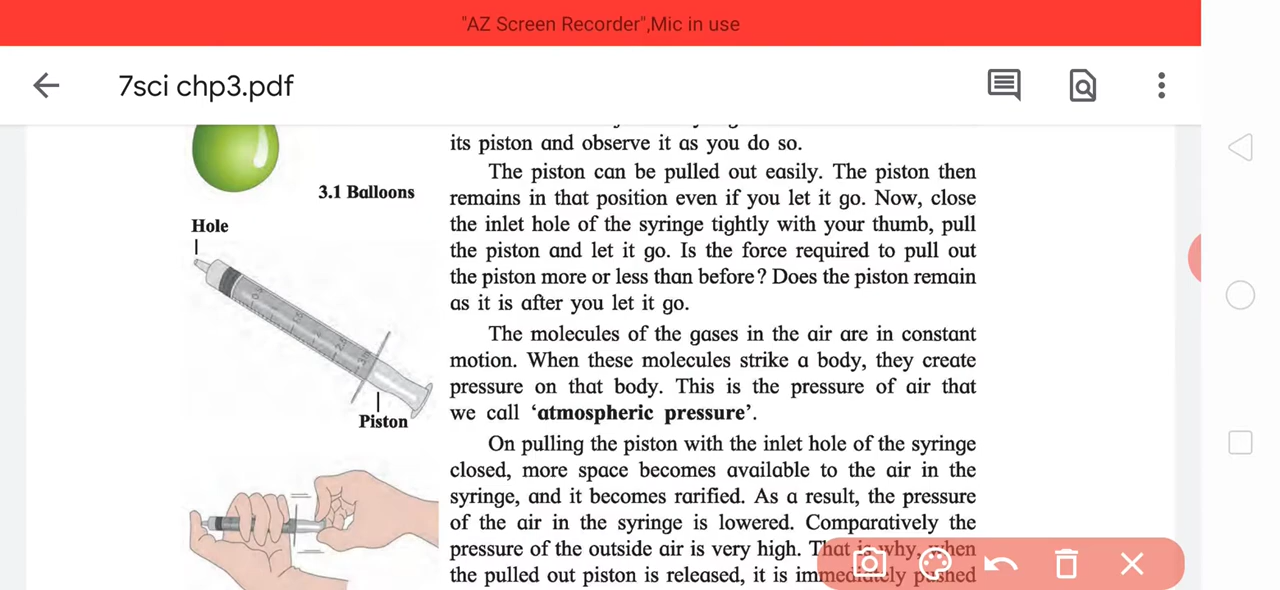 "AZ Screen Recorder",Mic in use
7sci chp3.pdf
its piston and observe it as you do so.
3.1 Balloons
Hole
Piston
The piston can be pulled out easily. The piston then
remains in that position even if you let it go. Now, close
the inlet hole of the syringe tightly with your thumb, pull
the piston and let it go. Is the force required to pull out
the piston more or less than before? Does the piston remain
as it is after you let it go.
The molecules of the gases in the air are in constant
motion. When these molecules strike a body, they create
pressure on that body. This is the pressure of air that
we call ‘atmospheric pressure’.
On pulling the piston with the inlet hole of the syringe
closed, more space becomes available to the air in the
syringe, and it becomes rarified. As a result, the pressure
of the air in the syringe is lowered. Comparatively the
pressure of the outside air is very high. That is why, when
the pulled out piston is released, it is immediately pushed